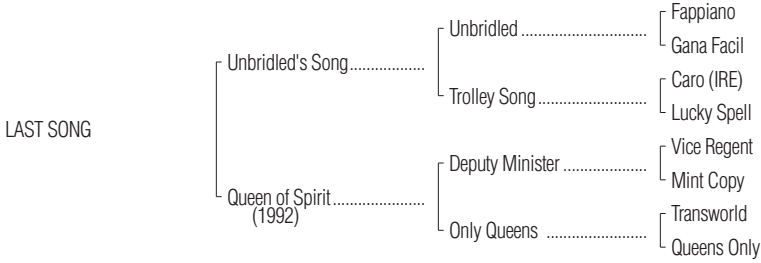 Fappiano
Unbridled ..............................
Gana Facil
Unbridled's Song..................
Caro (IRE)
Trolley Song..........................
Lucky Spell
LAST SONG
Vice Regent
Deputy Minister ....................
Mint Copy
Queen of Spirit......................
(1992)
Transworld
Only Queens ........................
Queens Only